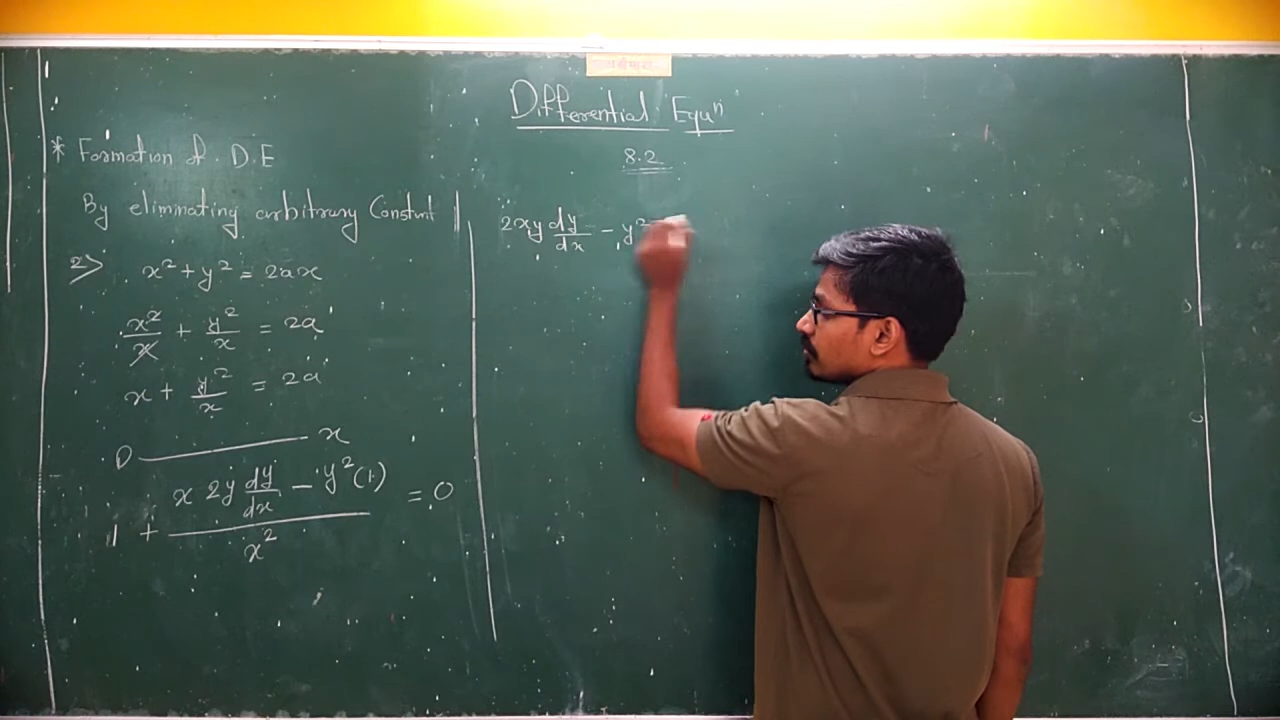 Differential Equⁿ
8.2
* Formation of D.E
By eliminating arbitrary Constant
2> x² + y² = 2ax
x²/x + y²/x = 2a
x + y²/x = 2a
D x
1 + (x 2y dy/dx - y²(1))/x² = 0
2xy dy/dx - y²